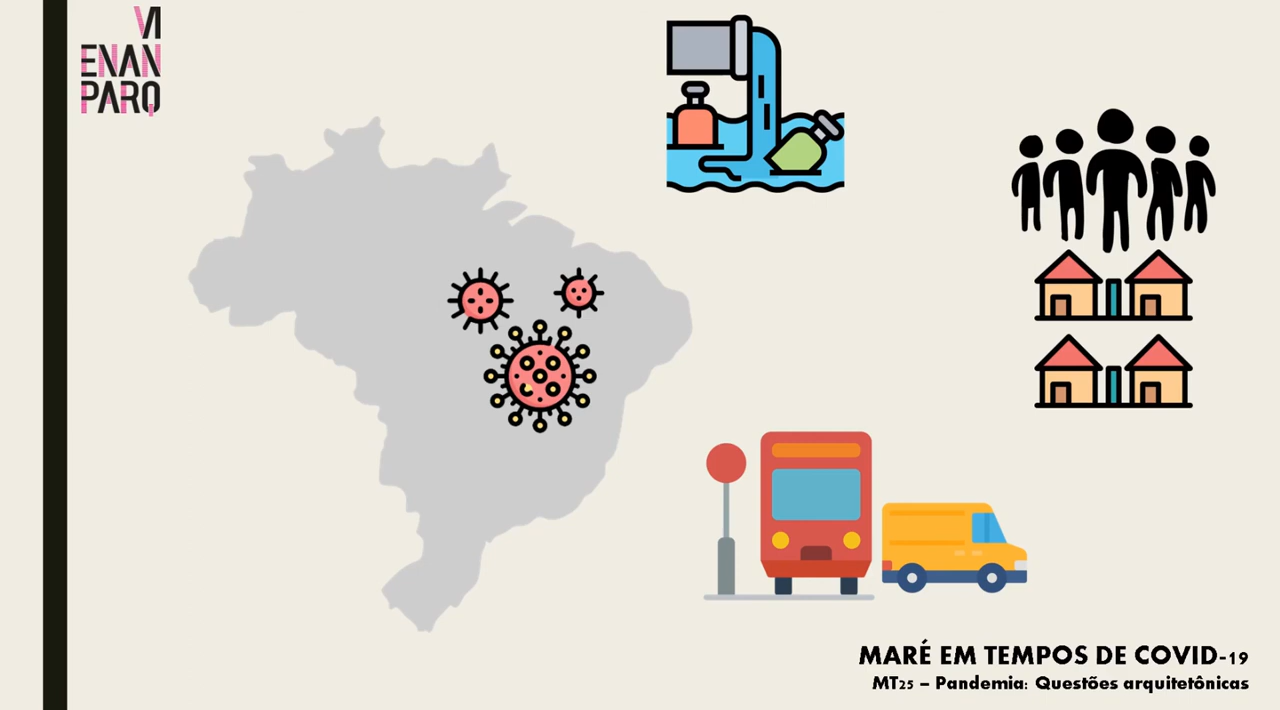 VI
ENAN
PARQ
MARÉ EM TEMPOS DE COVID-19
MT25 – Pandemia: Questões arquitetônicas